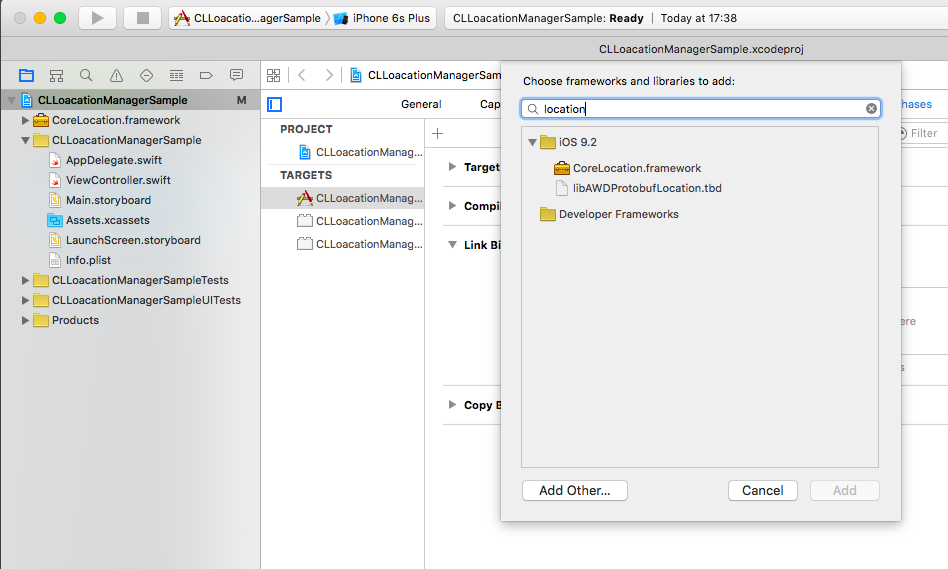 CLLoacatio...agerSample
iPhone 6s Plus
CLLoacationManagerSample: Ready | Today at 17:38
CLLoacationManagerSample.xcodeproj
CLLoacationManagerSample M
CoreLocation.framework
CLLoacationManagerSample
AppDelegate.swift
ViewController.swift
Main.storyboard
Assets.xcassets
LaunchScreen.storyboard
Info.plist
CLLoacationManagerSampleTests
CLLoacationManagerSampleUITests
Products
CLLoacationManagerSam
General Cap
PROJECT
CLLoacationManag...
TARGETS
CLLoacationManag...
CLLoacationManag...
CLLoacationManag...
Target
Compil
Link Bi
Copy B
Choose frameworks and libraries to add:
location
iOS 9.2
CoreLocation.framework
libAWDProtobufLocation.tbd
Developer Frameworks
Add Other...
Cancel
Add
hases
Filter
ere
s